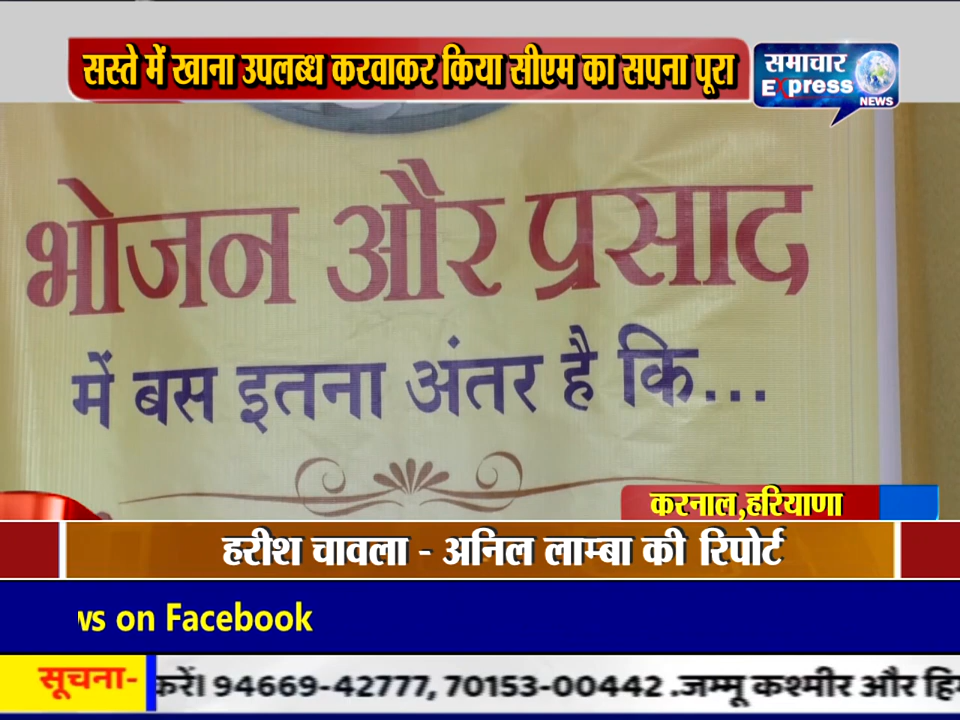 सस्ते में खाना उपलब्ध करवाकर किया सीएम का सपना पूरा
समाचार
Express
NEWS
भोजन और प्रसाद
में बस इतना अंतर है कि...
करनाल,हरियाणा
हरीश चावला - अनिल लाम्बा की रिपोर्ट
on Facebook
सूचना- करें। 94669-42777, 70153-00442 .जम्मू कश्मीर और